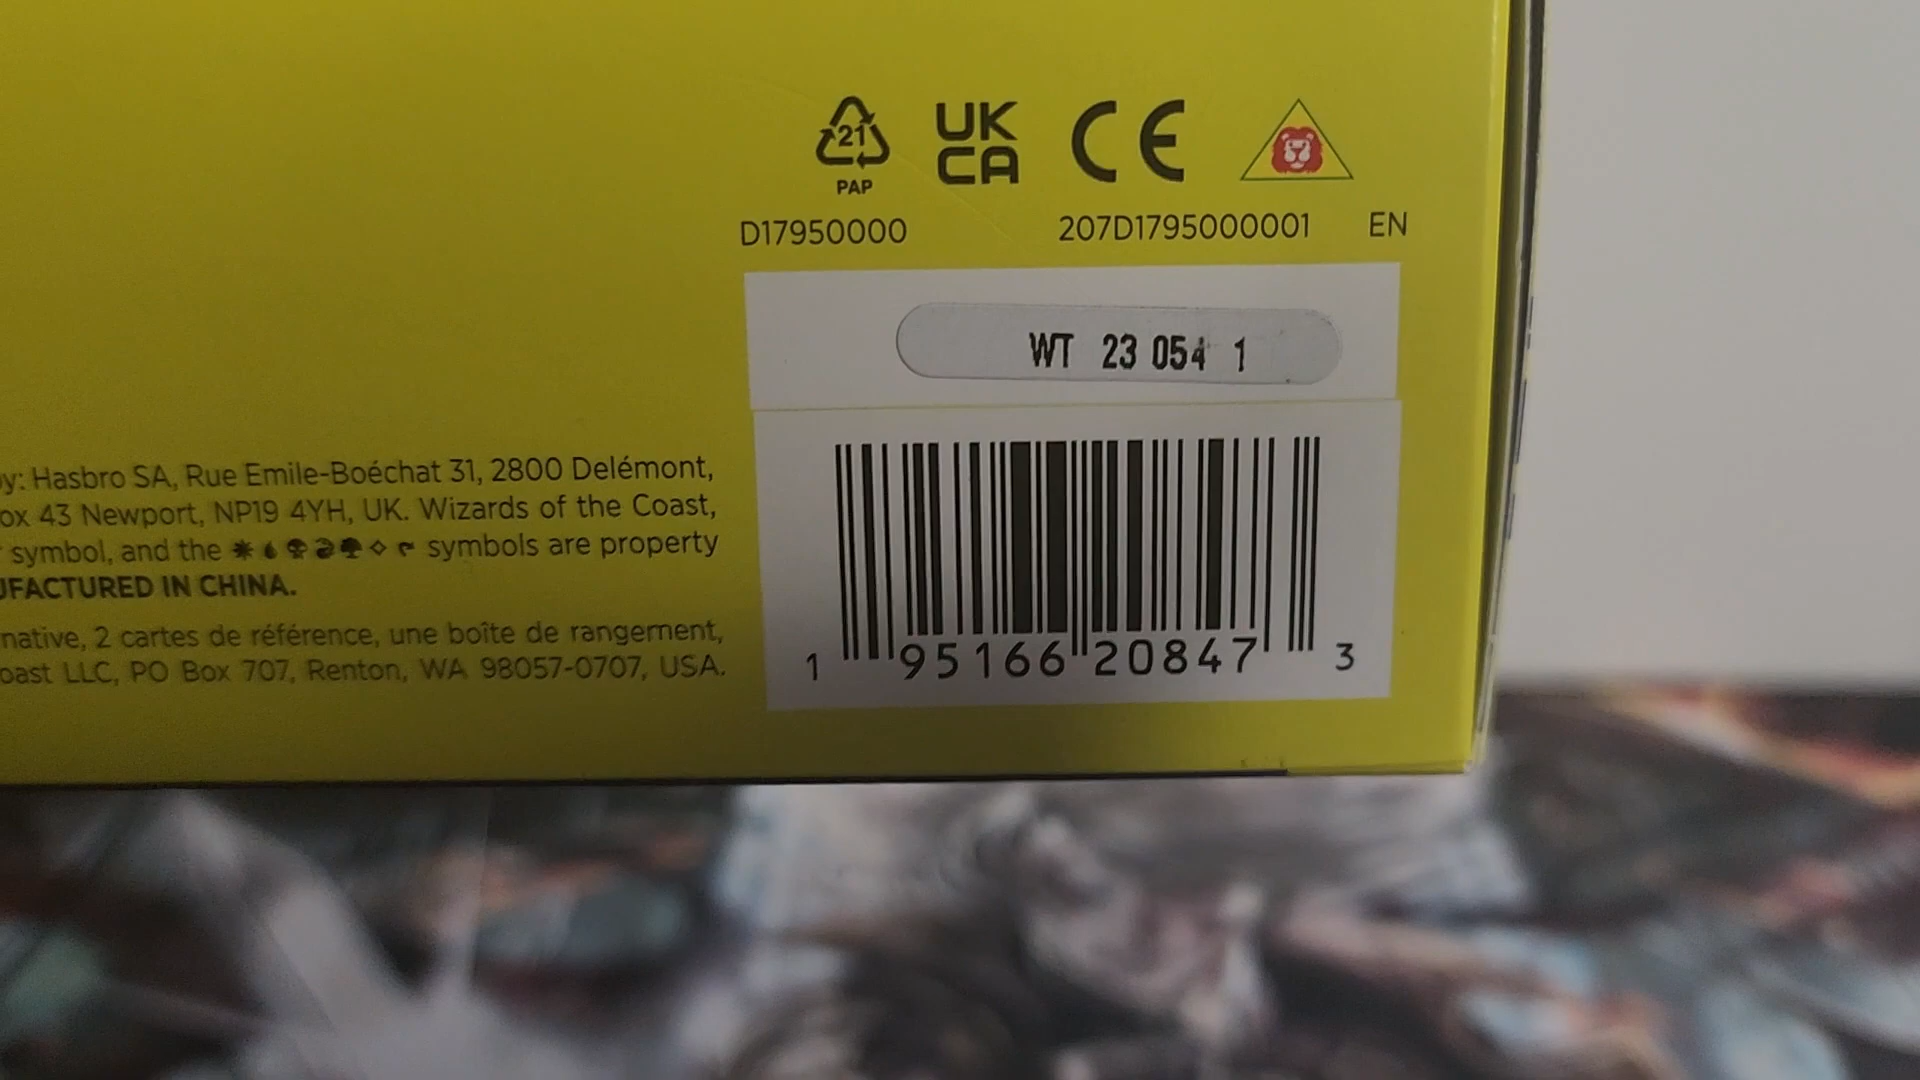 21
PAP
UK
CA
CE
D17950000 207D1795000001 EN
WT 23 054 1
1 95166 20847 3
y: Hasbro SA, Rue Emile-Boéchat 31, 2800 Delémont,
ox 43 Newport, NP19 4YH, UK. Wizards of the Coast,
symbol, and the symbols are property
UFACTURED IN CHINA.
native, 2 cartes de référence, une boîte de rangement,
oast LLC, PO Box 707, Renton, WA 98057-0707, USA.